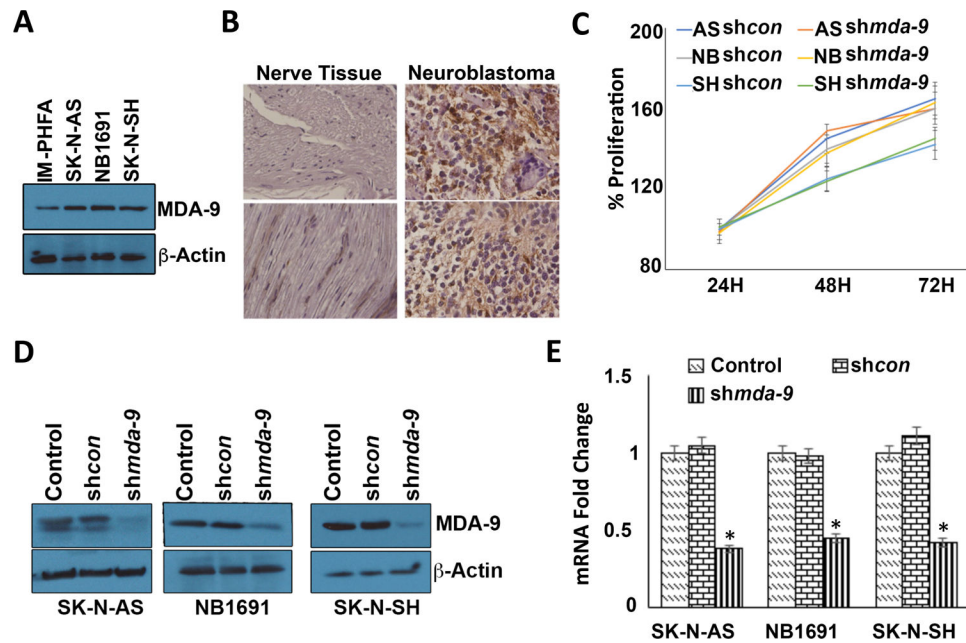 A
IM-PHFA
SK-N-AS
NB1691
SK-N-SH
MDA-9
β-Actin
B
Nerve Tissue
Neuroblastoma
C
AS shcon
AS shmda-9
NB shcon
NB shmda-9
SH shcon
SH shmda-9
% Proliferation
200
160
120
80
24H
48H
72H
D
Control
shcon
shmda-9
Control
shcon
shmda-9
Control
shcon
shmda-9
MDA-9
β-Actin
SK-N-AS
NB1691
SK-N-SH
E
Control
shcon
shmda-9
mRNA Fold Change
1.5
1
0.5
0
*
*
*
SK-N-AS
NB1691
SK-N-SH